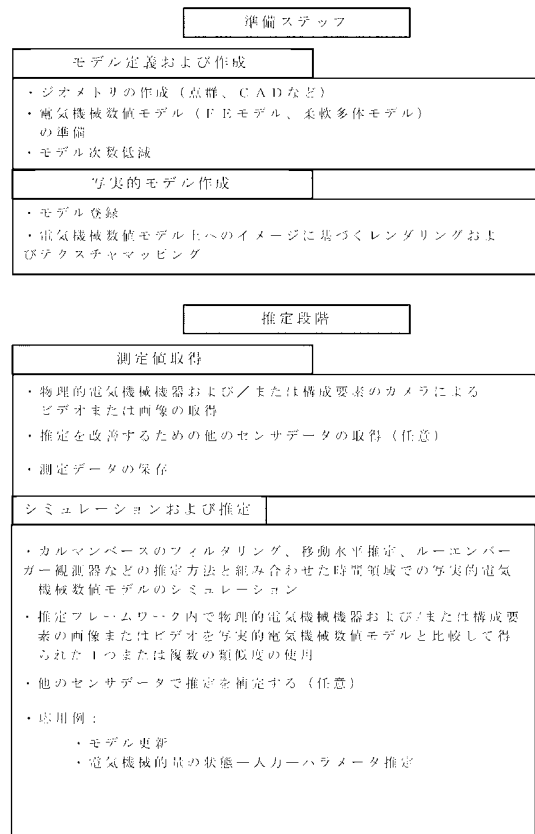 準備ステップ
モデル定義および作成
・ジオメトリの作成（点群、ＣＡＤなど）
・電気機械数値モデル（ＦＥモデル、柔軟多体モデル）
の準備
・モデル次数低減
写実的モデル作成
・モデル登録
・電気機械数値モデル上へのイメージに基づくレンダリングおよ
びテクスチャマッピング
推定段階
測定値取得
・物理的電気機械機器および／または構成要素のカメラによる
ビデオまたは画像の取得
・推定を改善するための他のセンサデータの取得（任意）
・測定データの保存
シミュレーションおよび推定
・カルマンベースのフィルタリング、移動水平推定、ルーエンバー
ガー観測器などの推定方法と組み合わせた時間領域での写実的電気
機械数値モデルのシミュレーション
・推定フレームワーク内で物理的電気機械機器および/または構成要
素の画像またはビデオを写実的電気機械数値モデルと比較して得
られた１つまたは複数の類似度の使用
・他のセンサデータで推定を補完する（任意）
・応用例：
・モデル更新
・電気機械的量の状態―入力―パラメータ推定